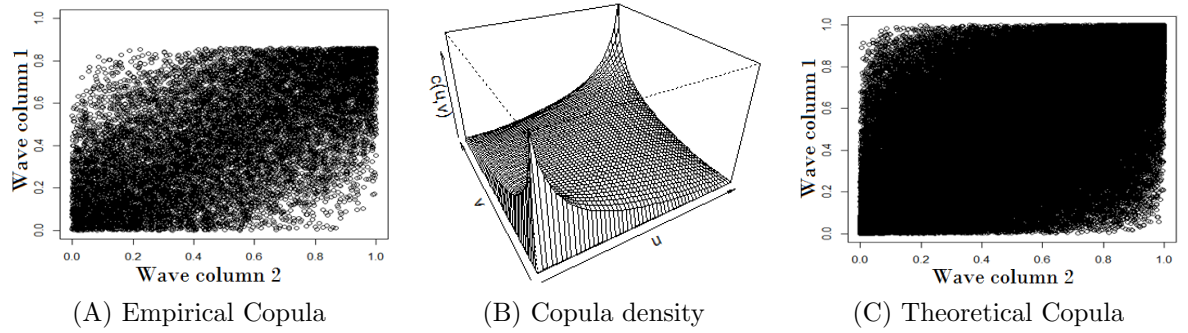 Wave column 1
1.0
0.8
0.6
0.4
0.2
0.0
0.0 0.2 0.4 0.6 0.8 1.0
Wave column 2
(A) Empirical Copula
c(u,v)
v
u
(B) Copula density
Wave column 1
1.0
0.8
0.6
0.4
0.2
0.0
0.0 0.2 0.4 0.6 0.8 1.0
Wave column 2
(C) Theoretical Copula